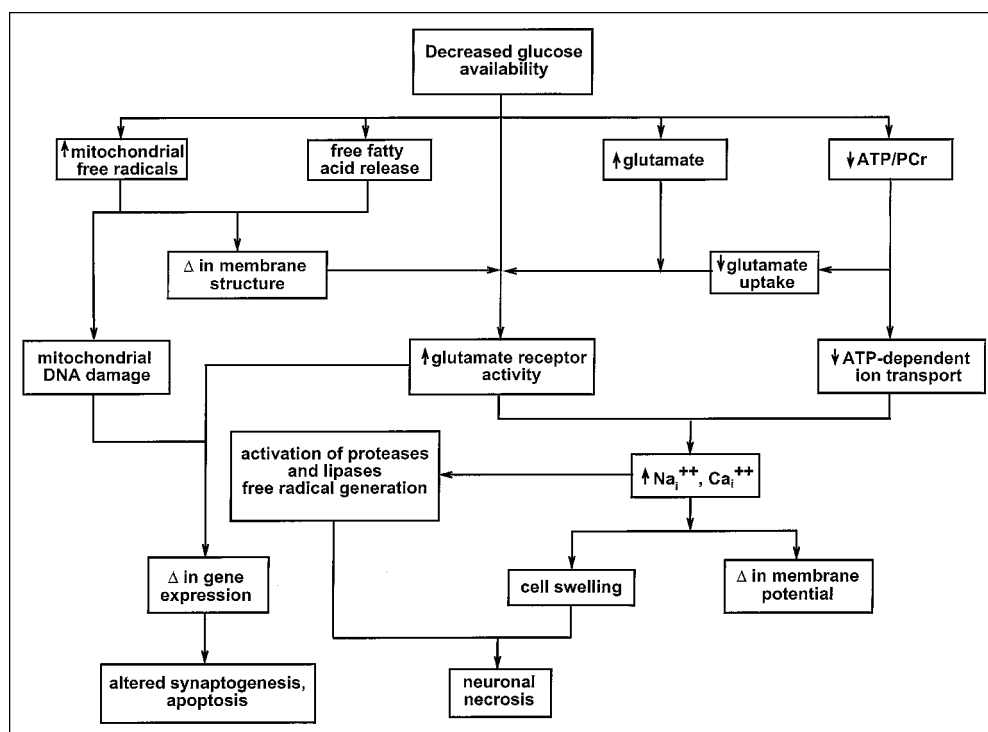 Decreased glucose
availability
↑mitochondrial
free radicals
free fatty
acid release
↑glutamate
↓ATP/PCr
Δ in membrane
structure
↓glutamate
uptake
mitochondrial
DNA damage
↑glutamate receptor
activity
↓ATP-dependent
ion transport
activation of proteases
and lipases
free radical generation
↑Naᵢ⁺⁺, Caᵢ⁺⁺
Δ in gene
expression
cell swelling
Δ in membrane
potential
altered synaptogenesis,
apoptosis
neuronal
necrosis